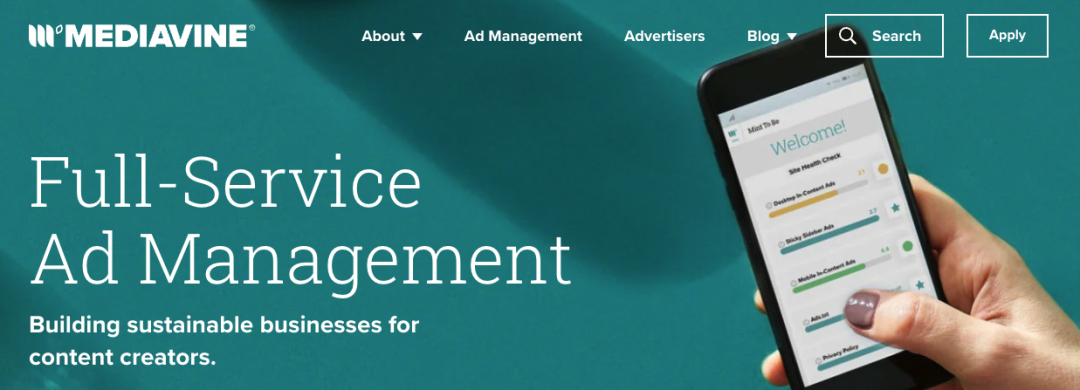 MEDIAVINE®
About
Ad Management
Advertisers
Blog
Search
Apply
Full-Service
Ad Management
Building sustainable businesses for
content creators.
Mint To Be
Welcome!
Site Health Check
Desktop In-Content Ads
Sticky Sidebar Ads
3.7
Mobile In-Content Ads
Ads.txt
Privacy Policy